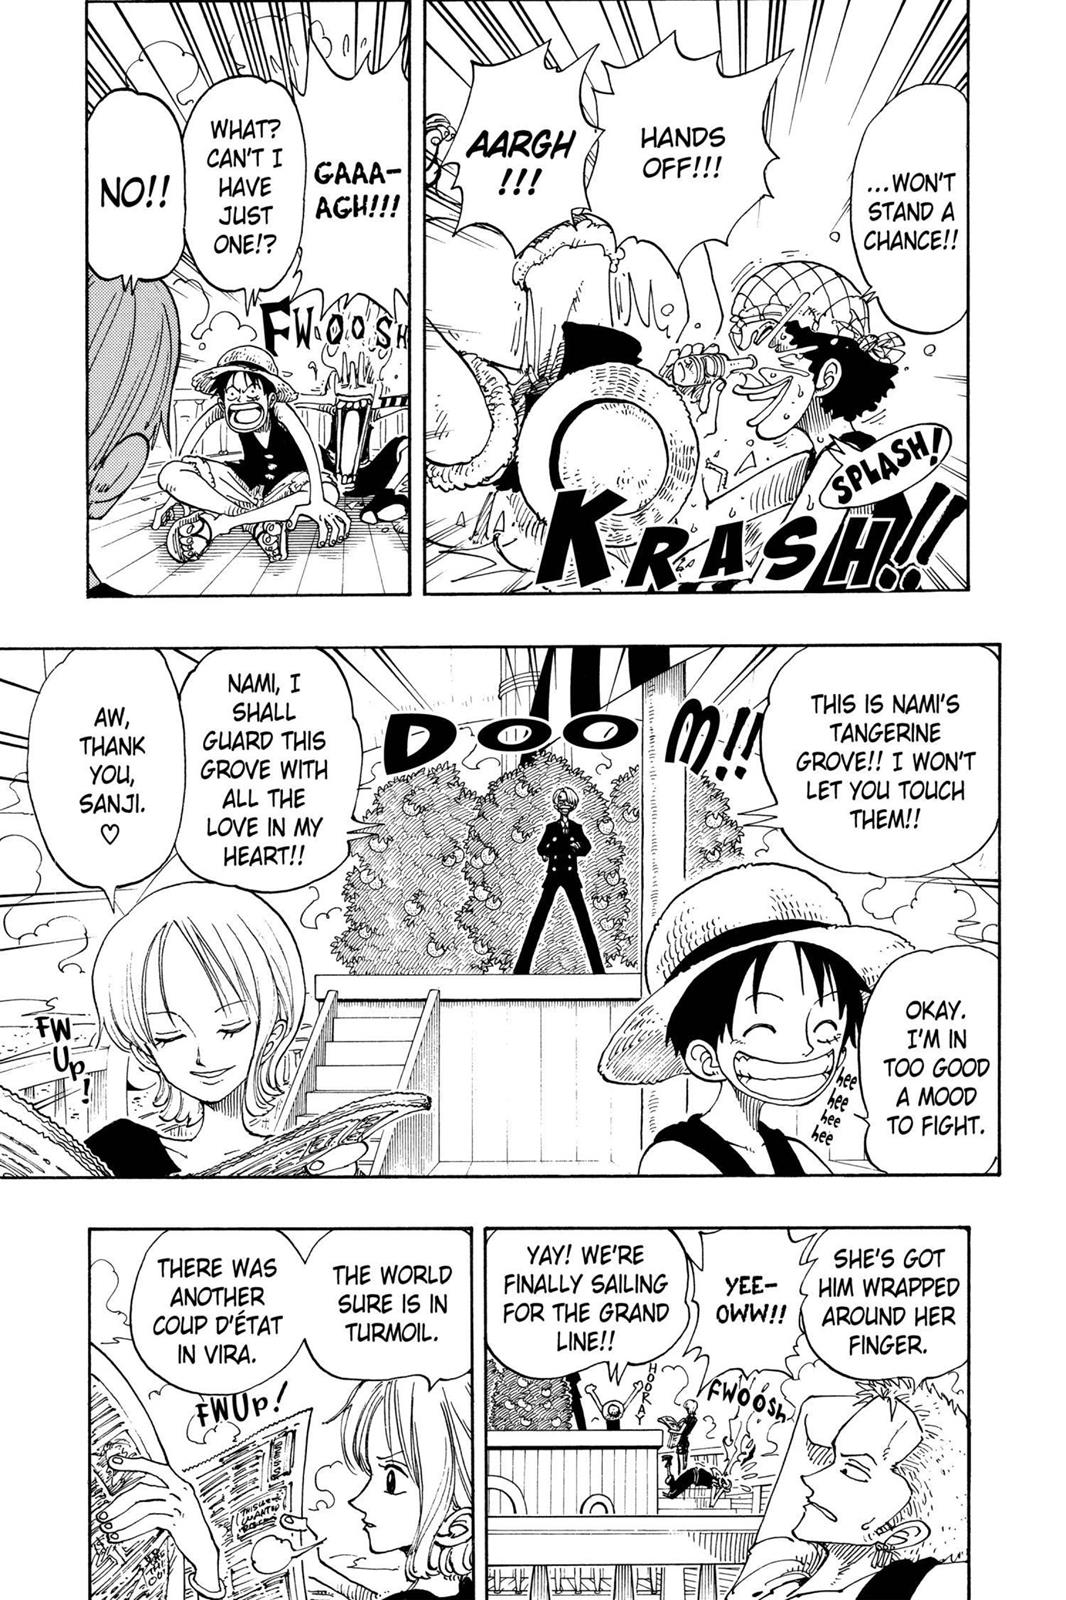 ...WON'T
STAND A
CHANCE!!
HANDS
OFF!!!
AARGH
!!!
SPLASH!
KRASH!!
GAAA-
AGH!!!
WHAT?
CAN'T I
HAVE
JUST
ONE!?
NO!!
FWOOSH
THIS IS NAMI'S
TANGERINE
GROVE!! I WON'T
LET YOU TOUCH
THEM!!
DOOM!!
NAMI, I
SHALL
GUARD THIS
GROVE WITH
ALL THE
LOVE IN MY
HEART!!
AW,
THANK
YOU,
SANJI.
♡
OKAY.
I'M IN
TOO GOOD
A MOOD
TO FIGHT.
hee
hee
hee
hee
FW
UP!
SHE'S GOT
HIM WRAPPED
AROUND HER
FINGER.
YEE-
OWW!!
YAY! WE'RE
FINALLY SAILING
FOR THE GRAND
LINE!!
HOORAY
FWOOSH
THE WORLD
SURE IS IN
TURMOIL.
THERE WAS
ANOTHER
COUP D'ÉTAT
IN VIRA.
FWUP!